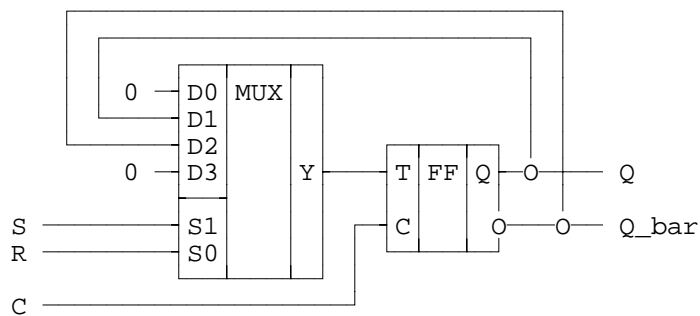 0 D0 MUX
D1
D2
0 D3 Y T FF Q Q
S S1 C Q_bar
R S0
C